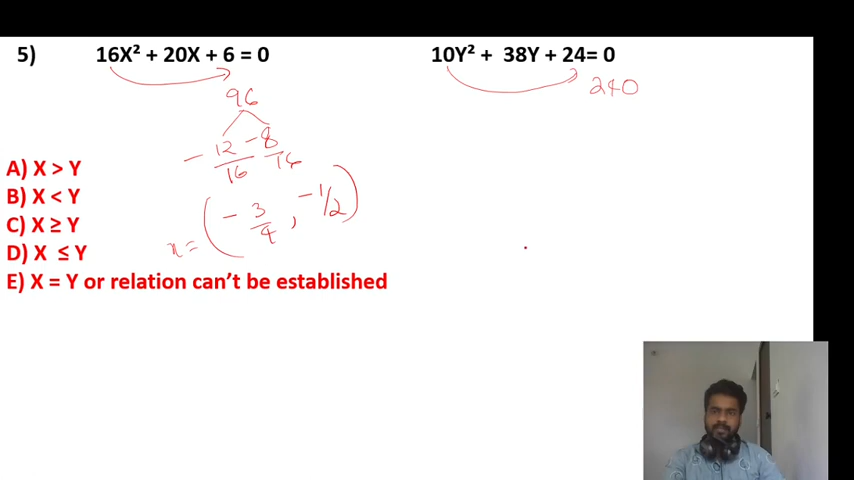 5) 16X² + 20X + 6 = 0 10Y² + 38Y + 24= 0
96 240
- 12/16 - 8/16
x = ( - 3/4 , - 1/2 )
A) X > Y
B) X < Y
C) X ≥ Y
D) X ≤ Y
E) X = Y or relation can't be established